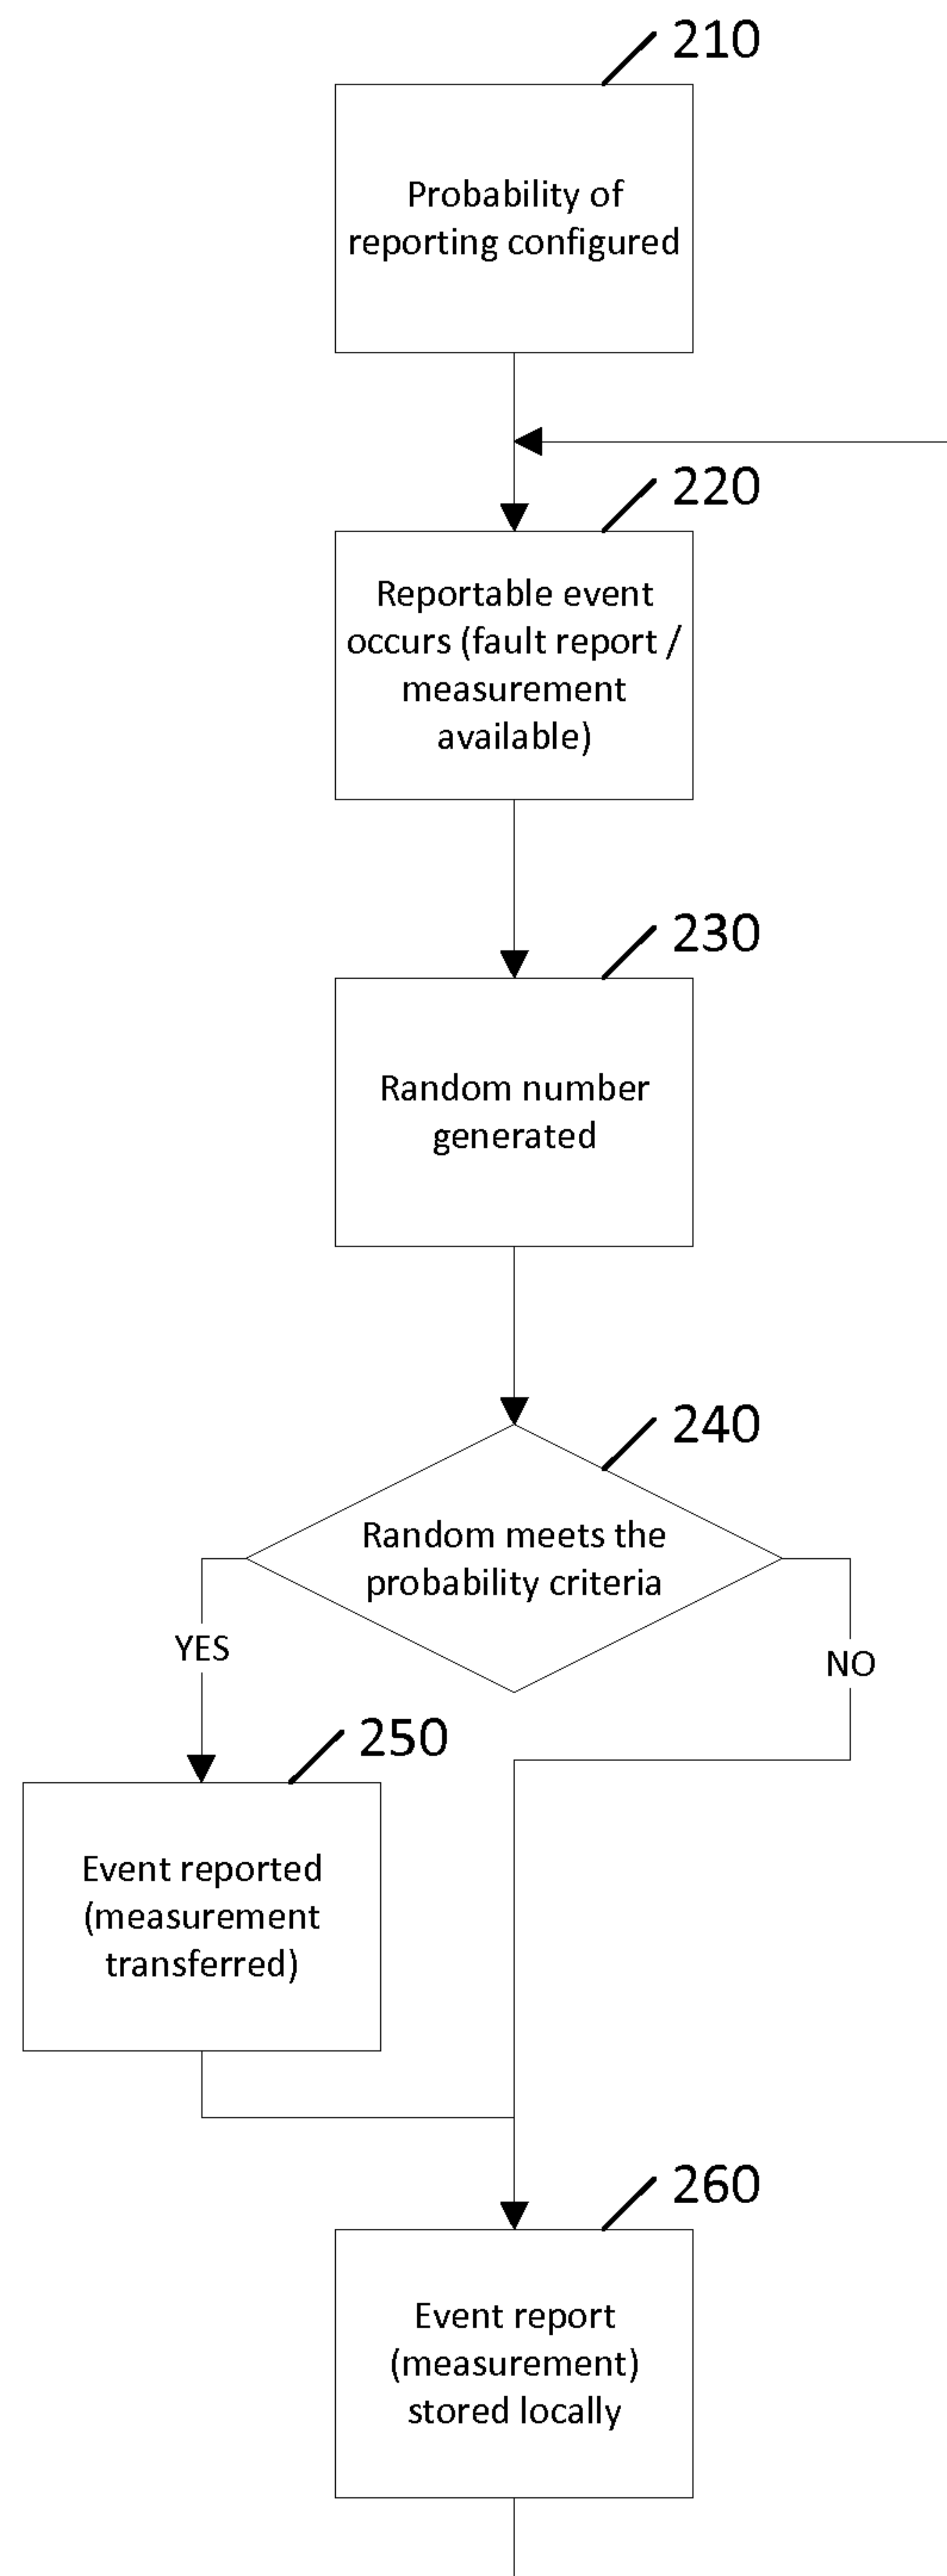 210
Probability of
reporting configured
220
Reportable event
occurs (fault report /
measurement
available)
230
Random number
generated
240
Random meets the
probability criteria
YES
NO
250
Event reported
(measurement
transferred)
260
Event report
(measurement)
stored locally